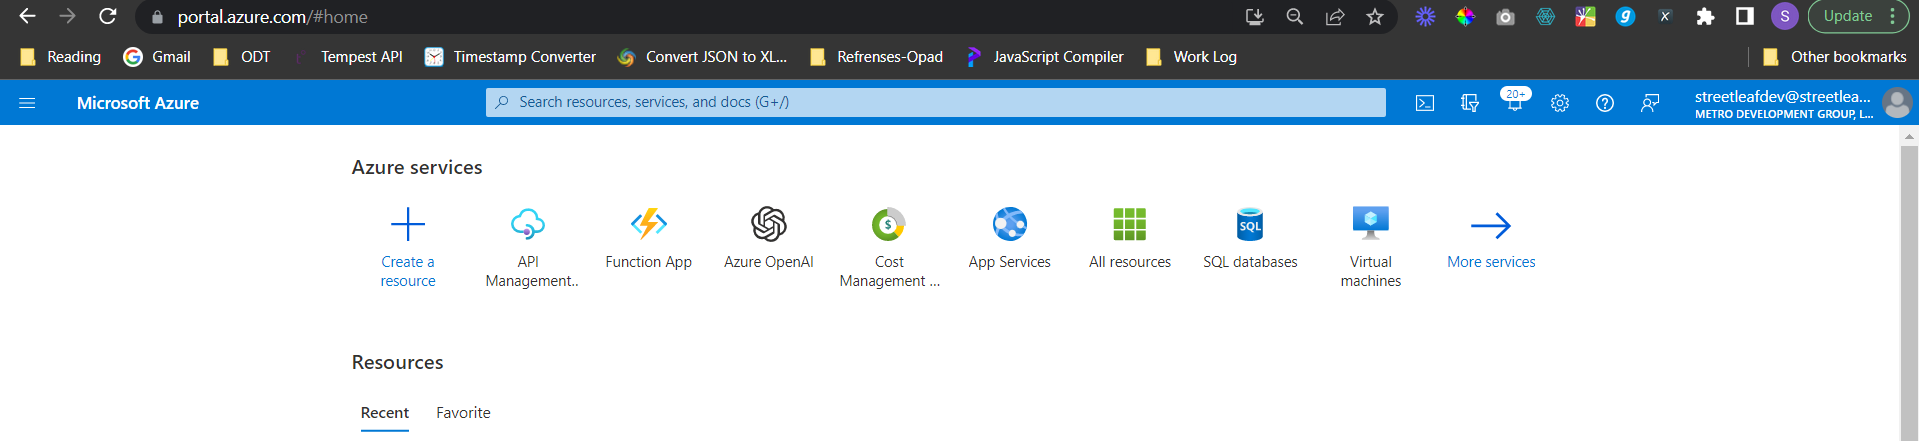 portal.azure.com/#home
S
Update
Reading
Gmail
ODT
Tempest API
Timestamp Converter
Convert JSON to XL...
Refrenses-Opad
JavaScript Compiler
Work Log
Other bookmarks
Microsoft Azure
Search resources, services, and docs (G+/)
20+
streetleafdev@streetlea...
METRO DEVELOPMENT GROUP, L...
Azure services
Create a
resource
API
Management..
Function App
Azure OpenAI
$
Cost
Management ...
App Services
All resources
SQL
SQL databases
Virtual
machines
More services
Resources
Recent
Favorite